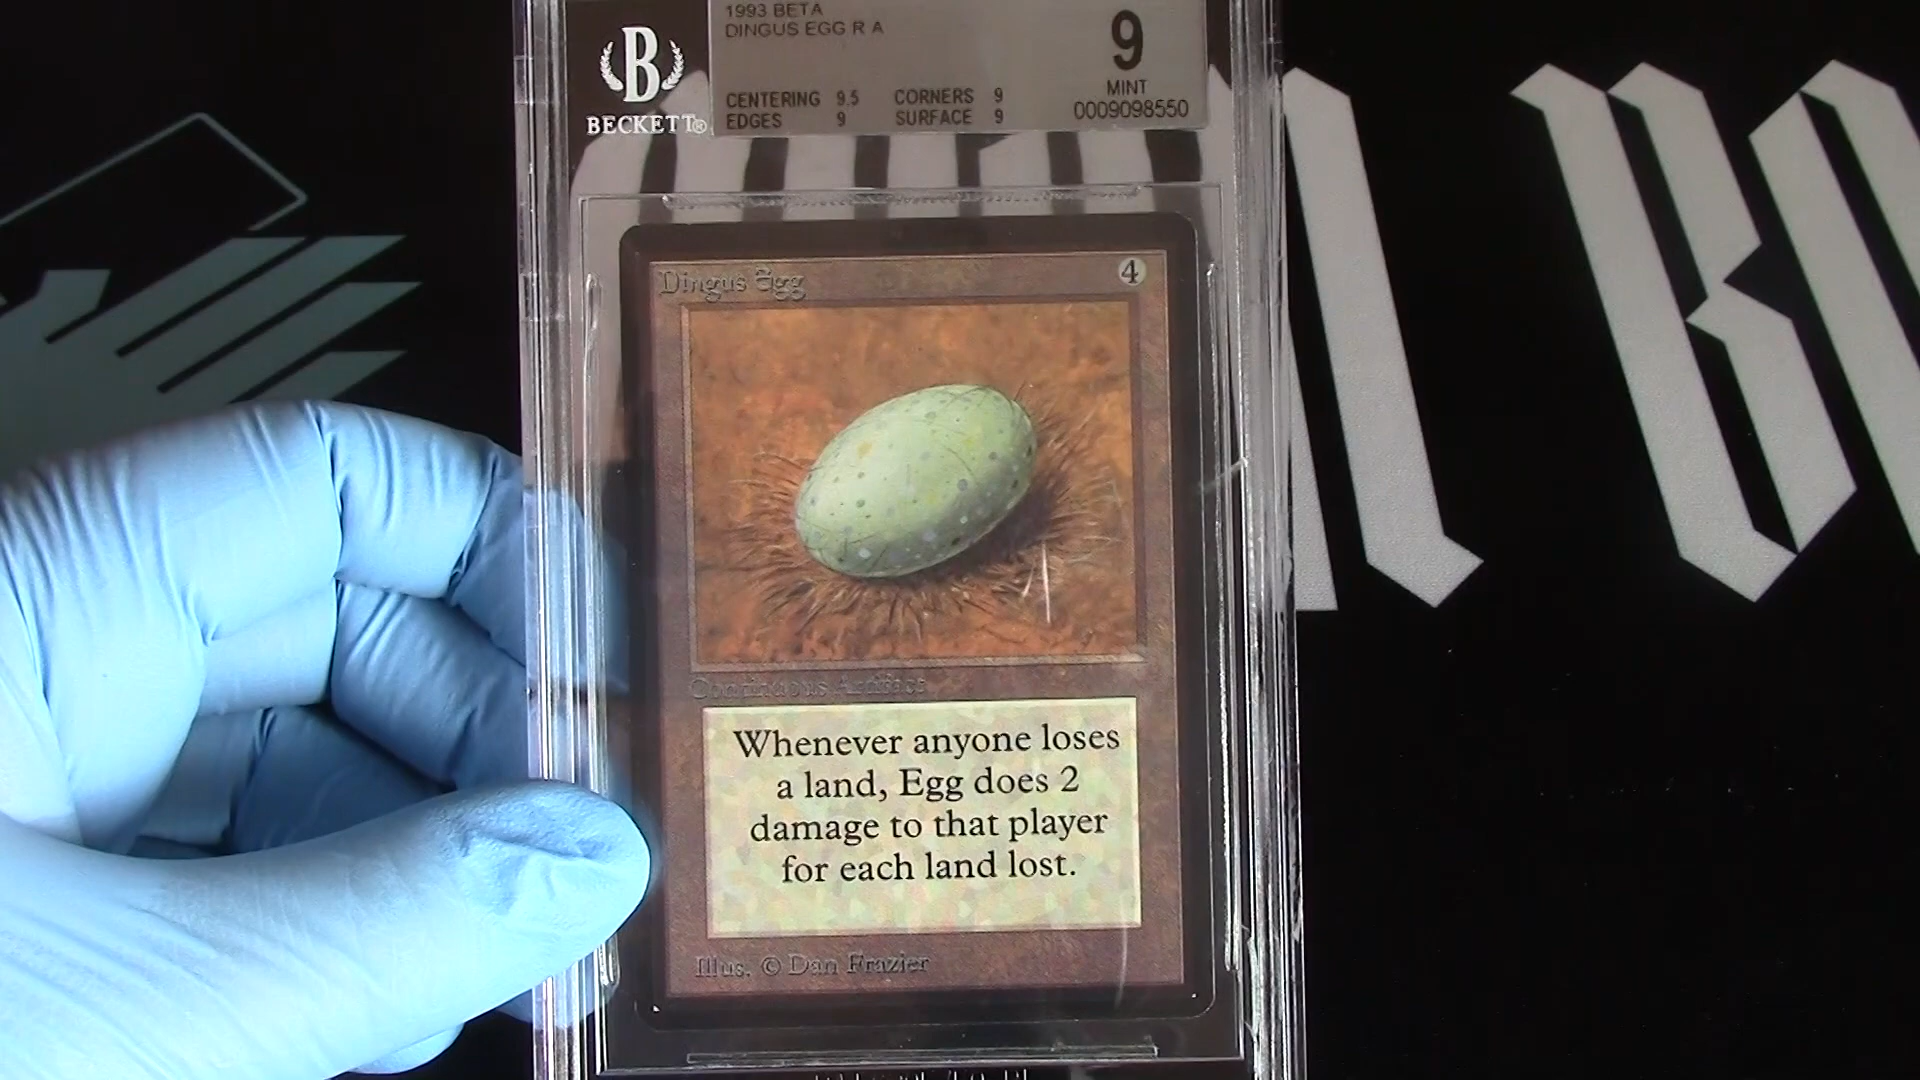 1993 BETA
DINGUS EGG R A
9
MINT
0009098550
CENTERING 9.5 CORNERS 9
EDGES 9 SURFACE 9
B
BECKETT®
Dingus Egg 4
Continuous Artifact
Whenever anyone loses
a land, Egg does 2
damage to that player
for each land lost.
Illus. © Dan Frazier